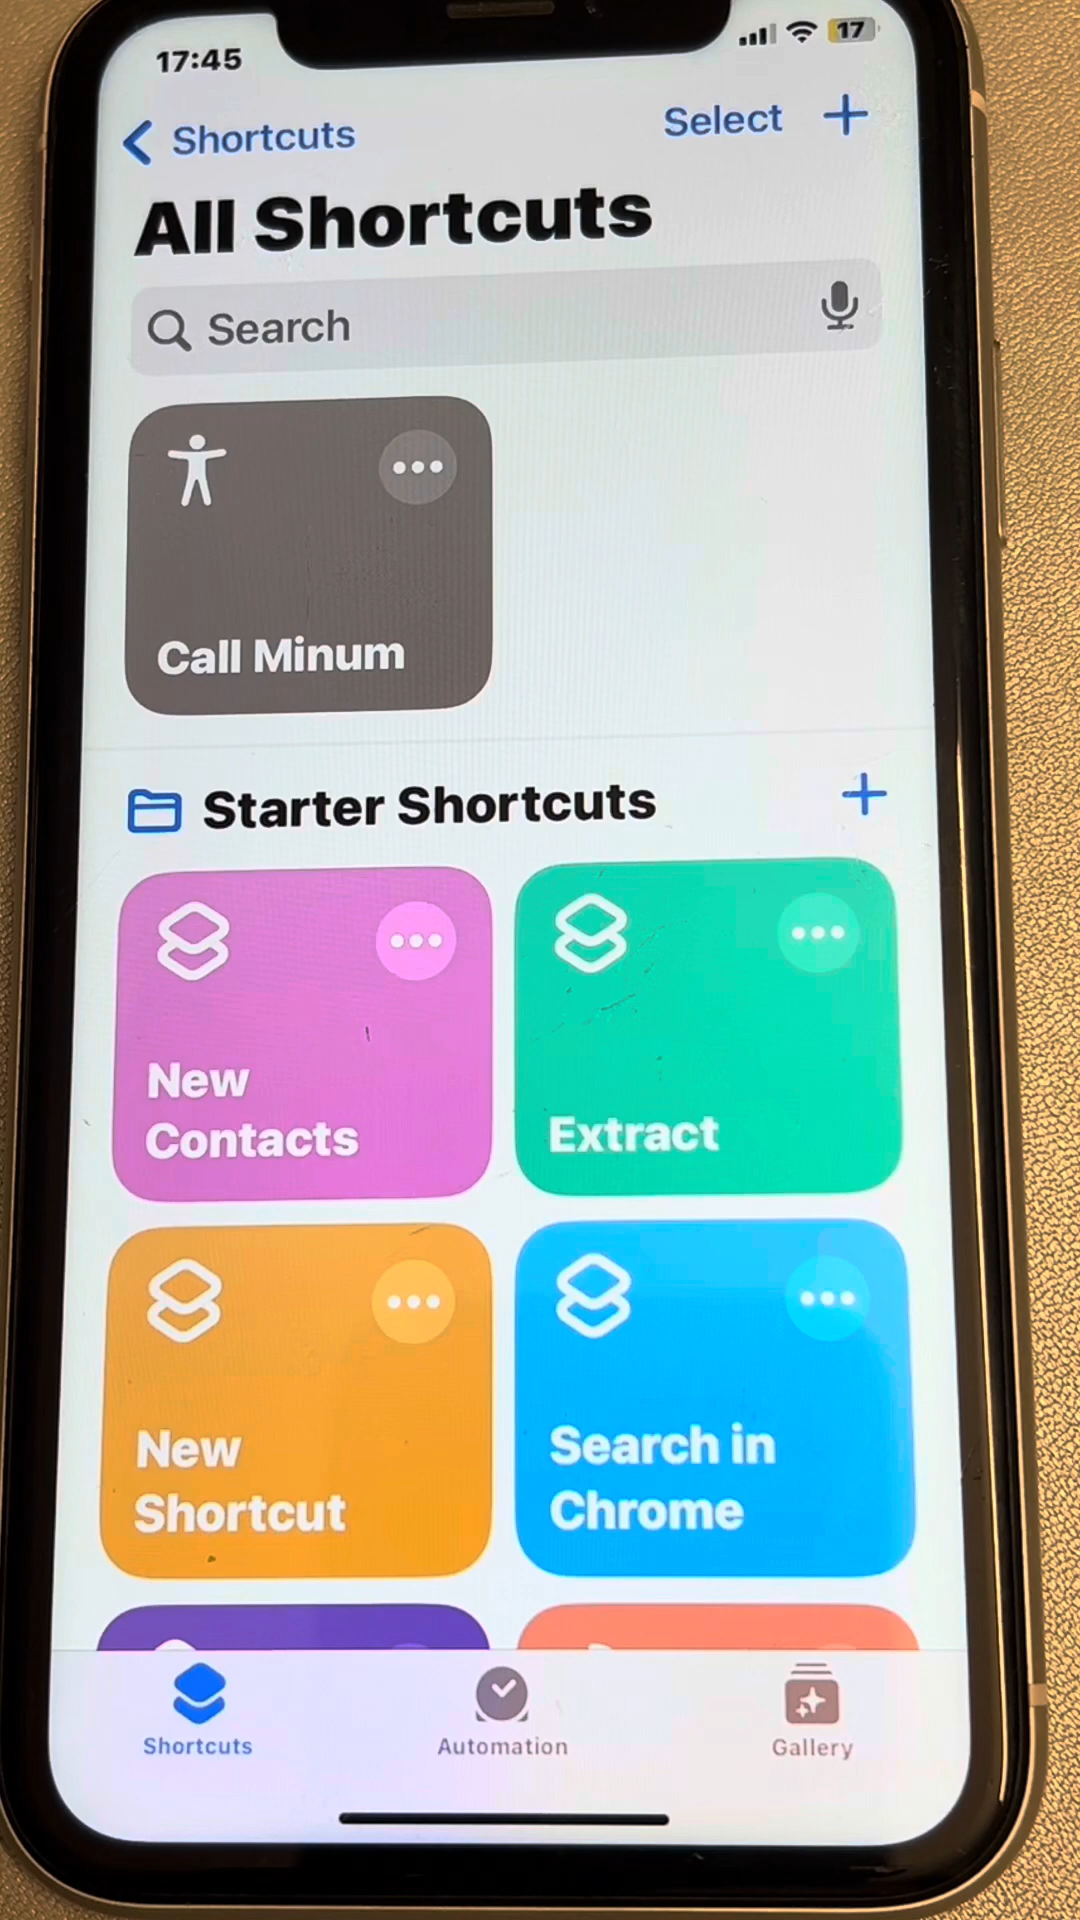 17:45
17
Shortcuts
Select
All Shortcuts
Search
Call Minum
Starter Shortcuts
New
Contacts
Extract
New
Shortcut
Search in
Chrome
Shortcuts
Automation
Gallery